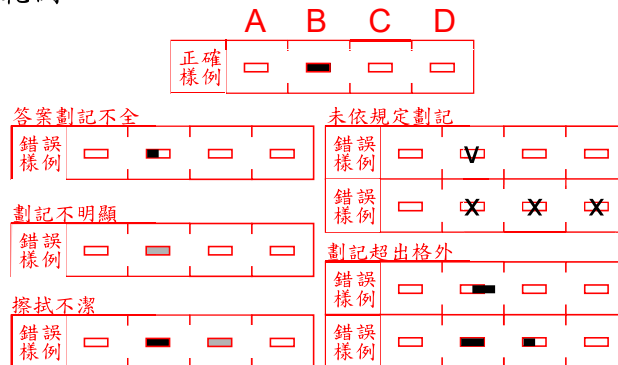 A B C D
正確
樣例
答案劃記不全
錯誤
樣例
劃記不明顯
錯誤
樣例
擦拭不潔
錯誤
樣例
未依規定劃記
錯誤
樣例
V
錯誤
樣例
X X X
劃記超出格外
錯誤
樣例
錯誤
樣例